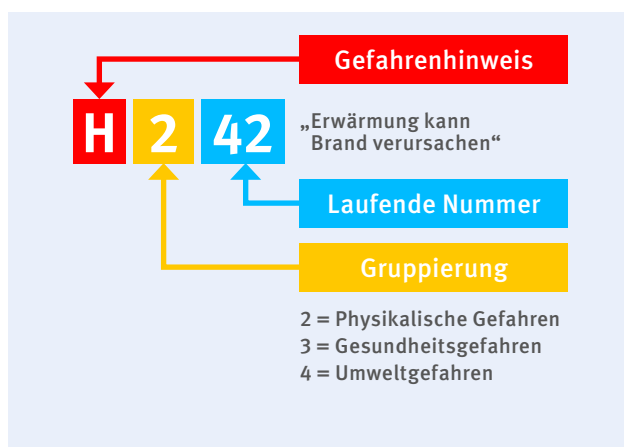 Gefahrenhinweis
H 2 42
„Erwärmung kann
Brand verursachen“
Laufende Nummer
Gruppierung
2 = Physikalische Gefahren
3 = Gesundheitsgefahren
4 = Umweltgefahren